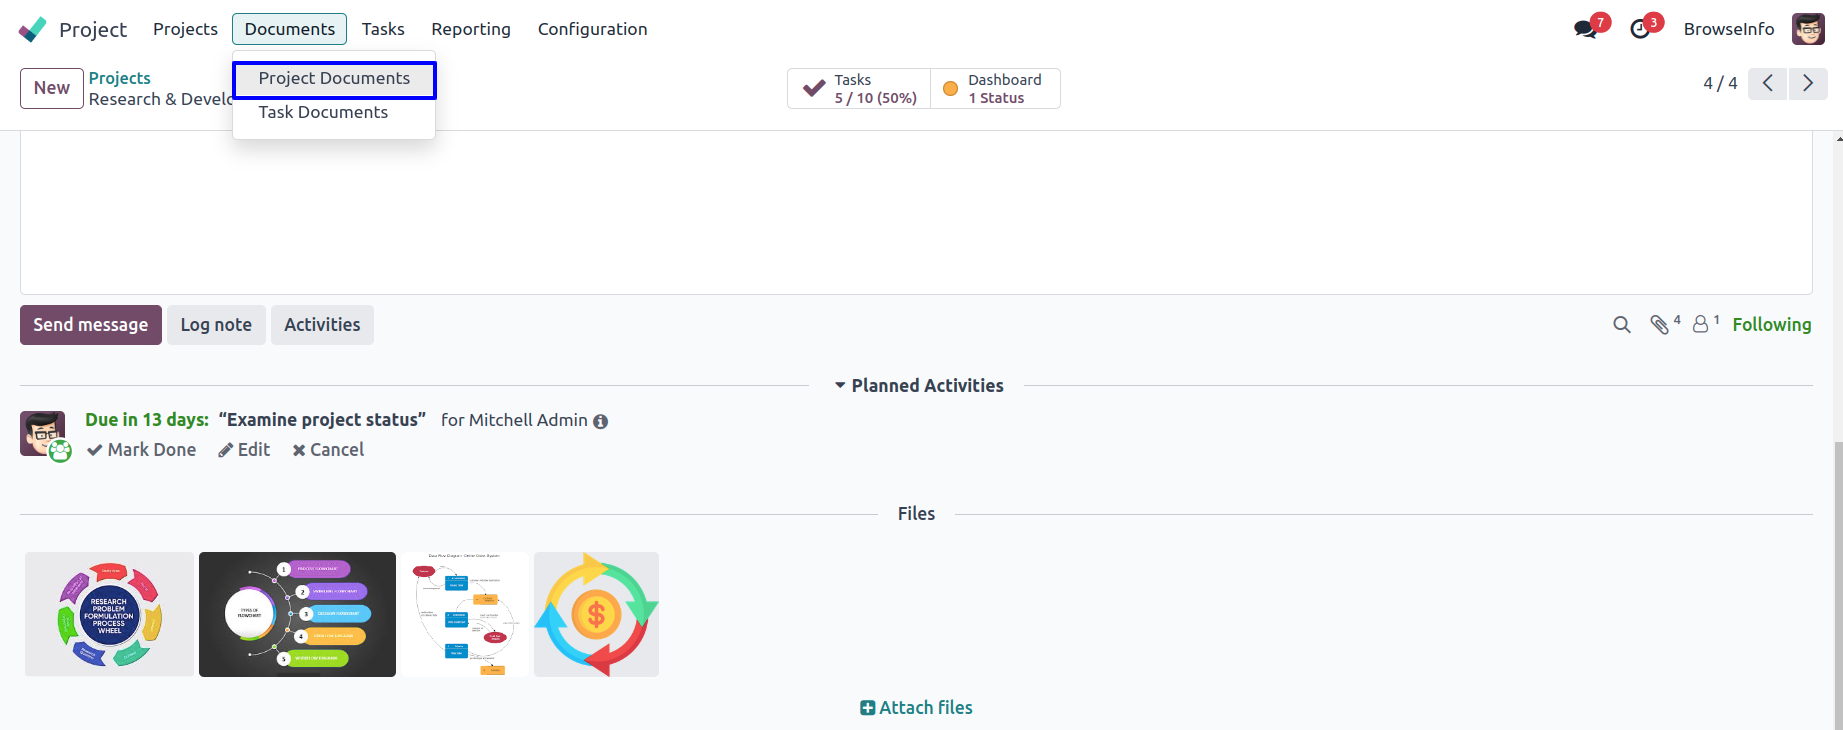 Project Projects Documents Tasks Reporting Configuration 7 3 BrowseInfo
Project Documents
Task Documents
New
Projects
Research & Develo
Tasks
5 / 10 (50%)
Dashboard
1 Status
4 / 4
Send message Log note Activities 4 1 Following
Planned Activities
Due in 13 days: “Examine project status” for Mitchell Admin
Mark Done Edit Cancel
Files
RESEARCH
PROBLEM
FORMULATION
PROCESS
WHEEL
TYPES OF
FLOWCHART
1
2
3
4
5
$
Attach files